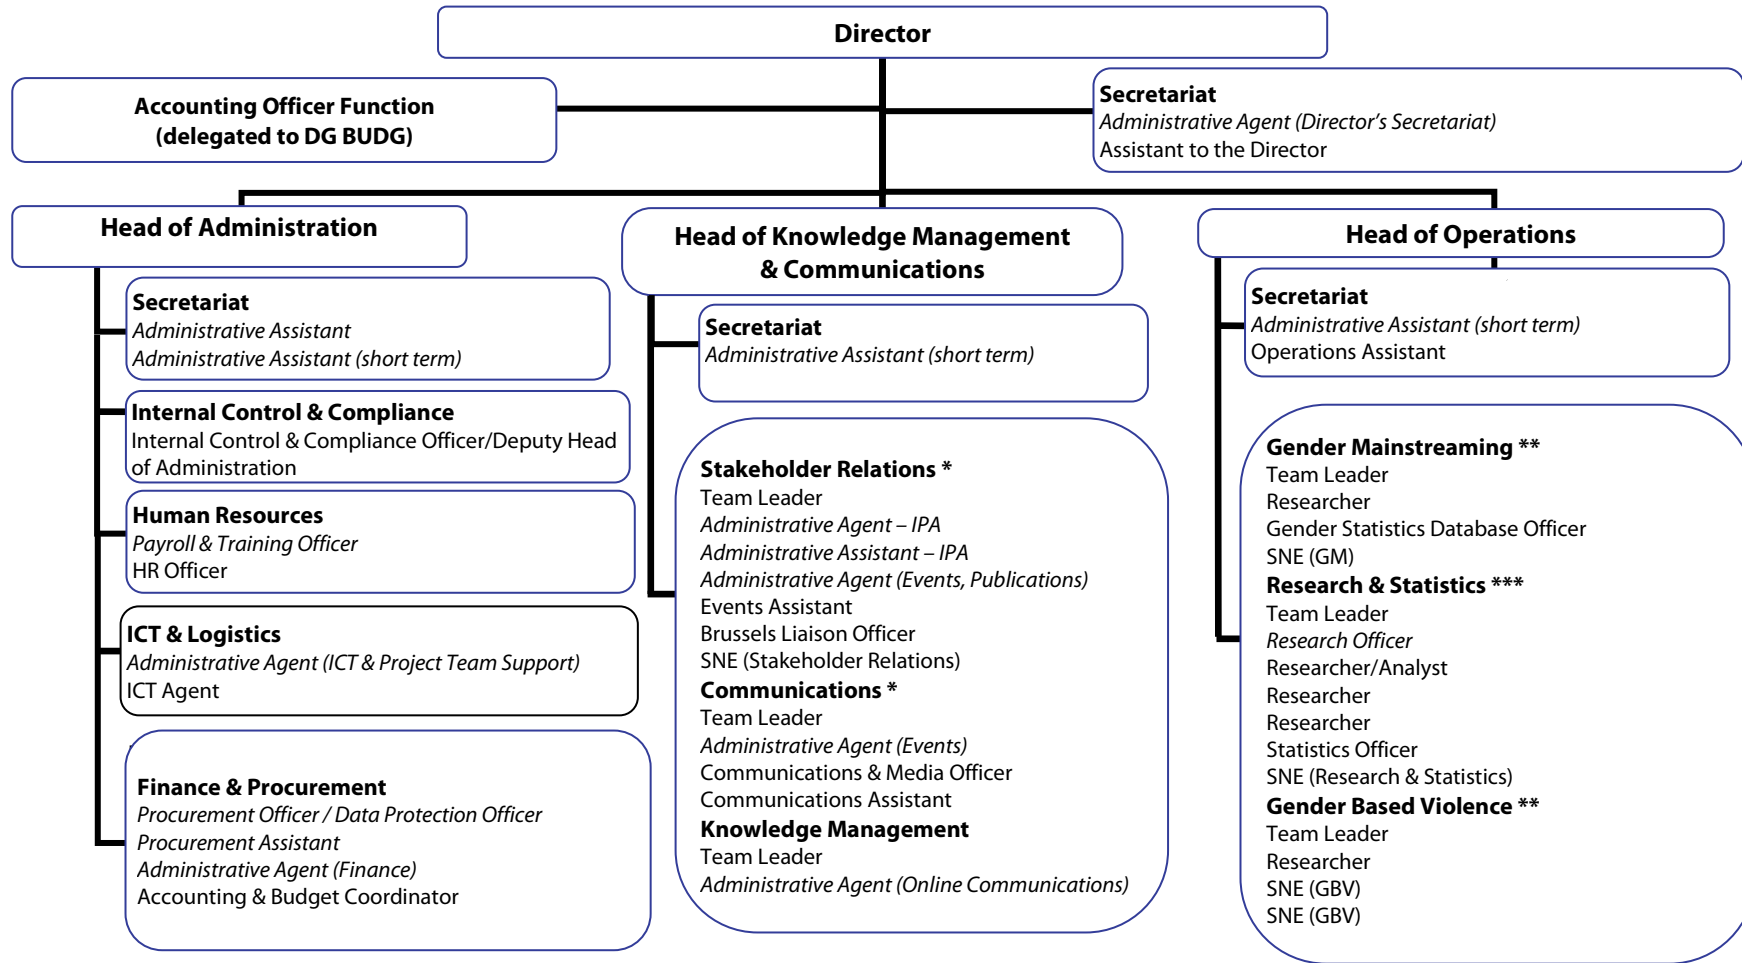 Director
Accounting Officer Function
(delegated to DG BUDG)
Secretariat
Administrative Agent (Director’s Secretariat)
Assistant to the Director
Head of Administration
Secretariat
Administrative Assistant
Administrative Assistant (short term)
Internal Control & Compliance
Internal Control & Compliance Officer/Deputy Head
of Administration
Human Resources
Payroll & Training Officer
HR Officer
ICT & Logistics
Administrative Agent (ICT & Project Team Support)
ICT Agent
Finance & Procurement
Procurement Officer / Data Protection Officer
Procurement Assistant
Administrative Agent (Finance)
Accounting & Budget Coordinator
Head of Knowledge Management
& Communications
Secretariat
Administrative Assistant (short term)
Stakeholder Relations *
Team Leader
Administrative Agent – IPA
Administrative Assistant – IPA
Administrative Agent (Events, Publications)
Events Assistant
Brussels Liaison Officer
SNE (Stakeholder Relations)
Communications *
Team Leader
Administrative Agent (Events)
Communications & Media Officer
Communications Assistant
Knowledge Management
Team Leader
Administrative Agent (Online Communications)
Head of Operations
Secretariat
Administrative Assistant (short term)
Operations Assistant
Gender Mainstreaming **
Team Leader
Researcher
Gender Statistics Database Officer
SNE (GM)
Research & Statistics ***
Team Leader
Research Officer
Researcher/Analyst
Researcher
Researcher
Statistics Officer
SNE (Research & Statistics)
Gender Based Violence **
Team Leader
Researcher
SNE (GBV)
SNE (GBV)